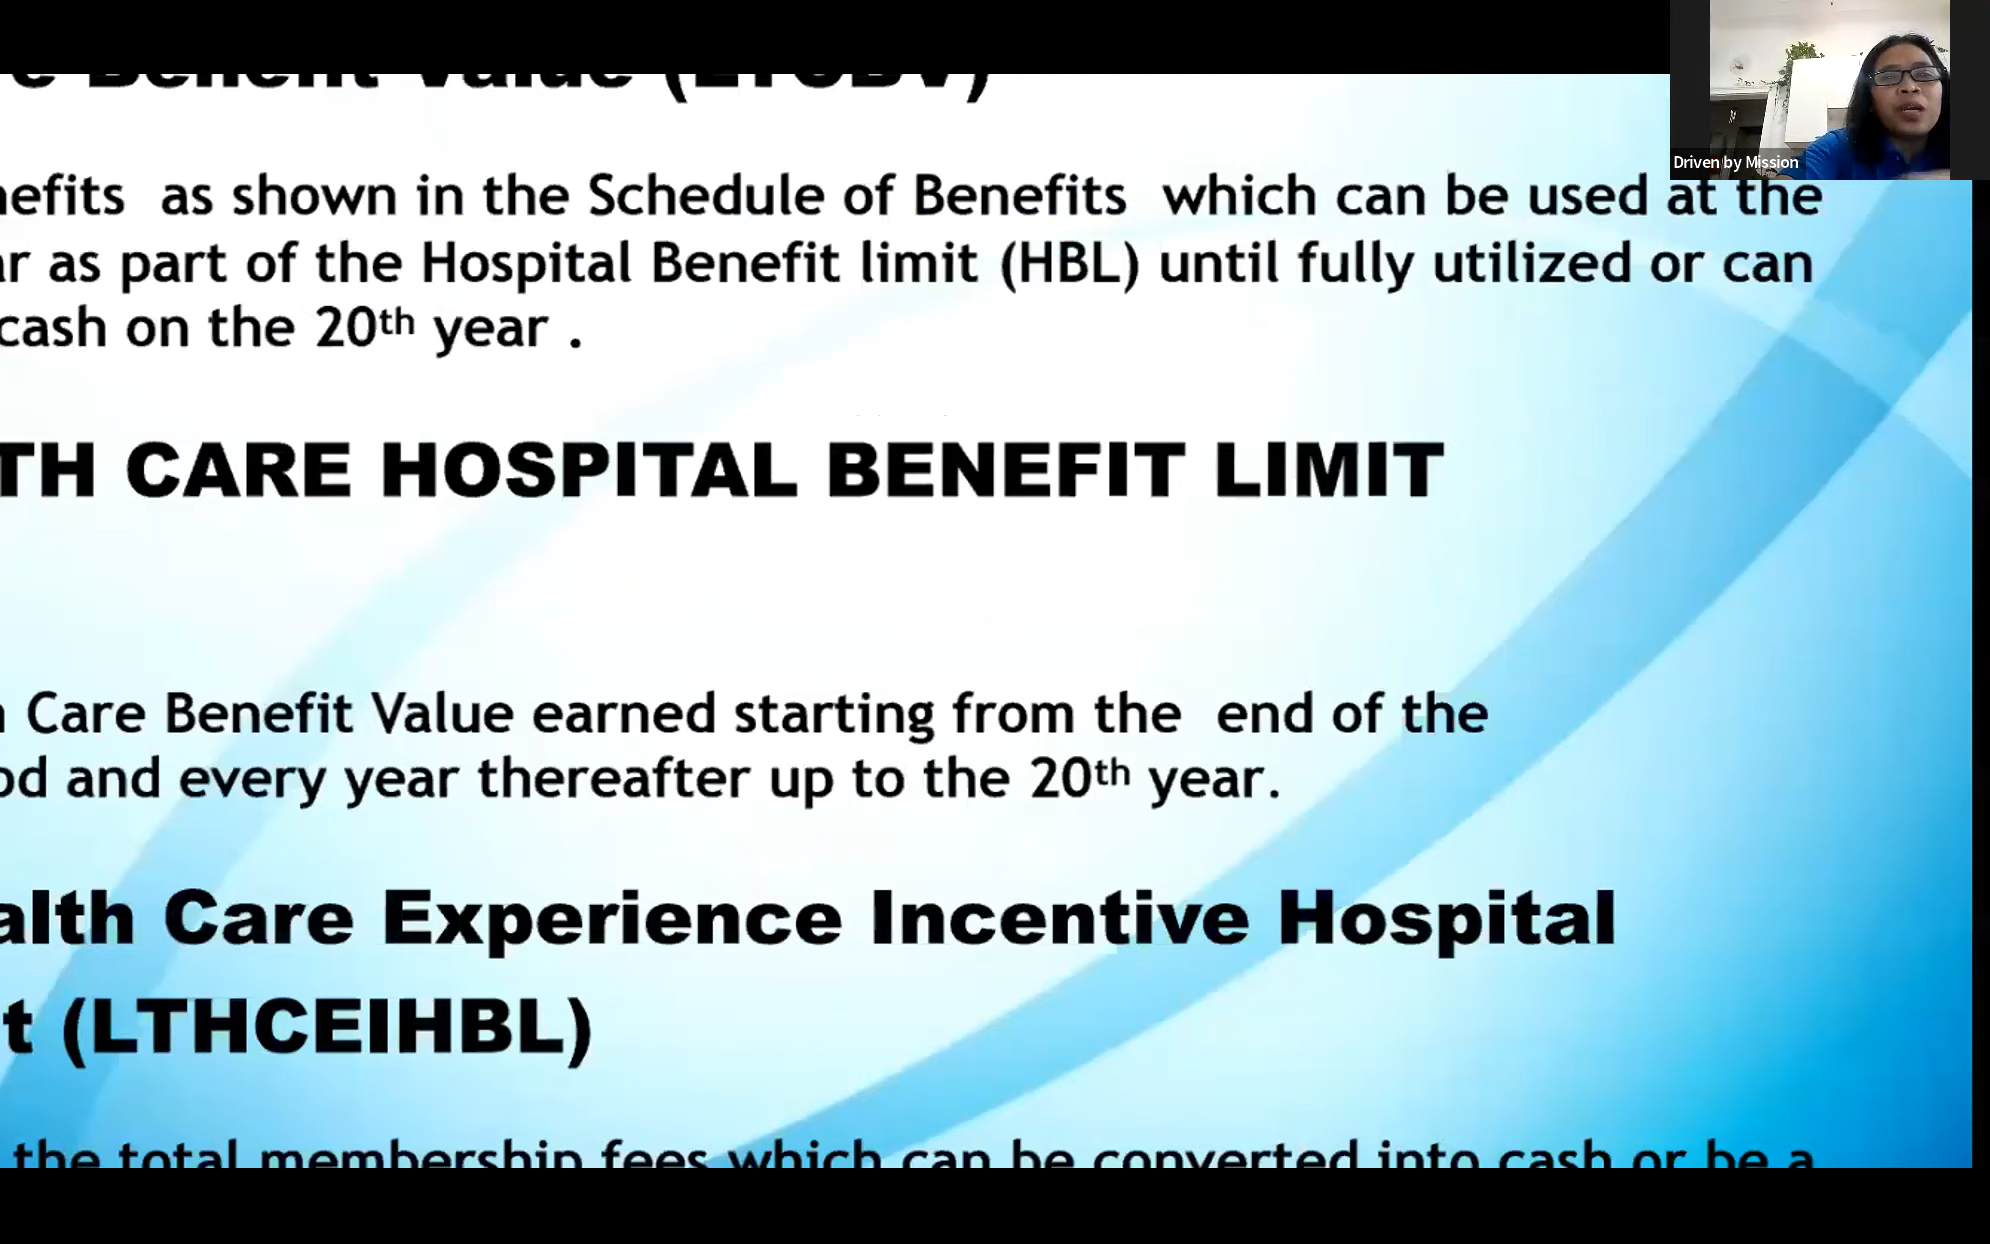 e Benefit Value (LTCBV)
Driven by Mission
nefits as shown in the Schedule of Benefits which can be used at the
ar as part of the Hospital Benefit limit (HBL) until fully utilized or can
cash on the 20th year .
TH CARE HOSPITAL BENEFIT LIMIT
Care Benefit Value earned starting from the end of the
od and every year thereafter up to the 20th year.
alth Care Experience Incentive Hospital
t (LTHCEIHBL)
the total membership fees which can be converted into cash or be a